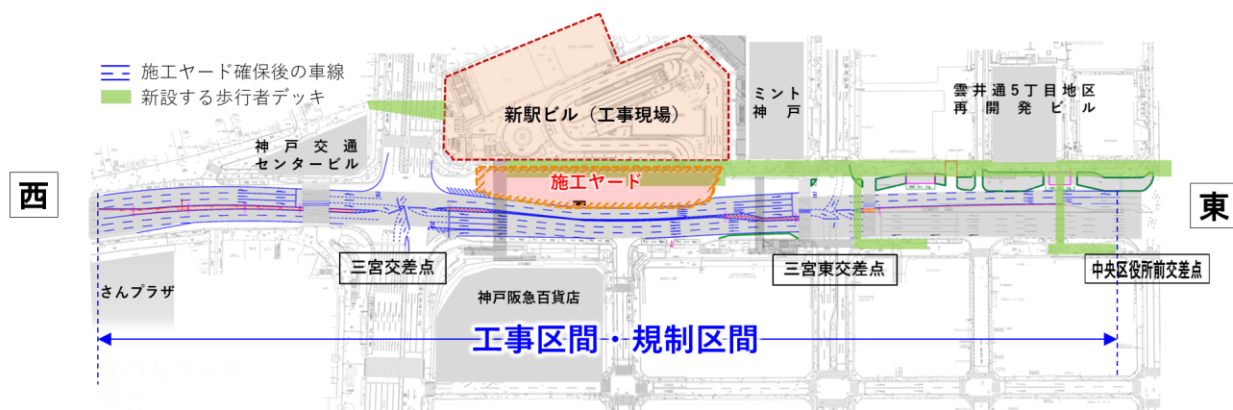 施工ヤード確保後の車線
新設する歩行者デッキ
神戸交通
センタービル
新駅ビル（工事現場）
ミント
神戸
雲井通5丁目地区
再開発ビル
施工ヤード
西
東
三宮交差点
三宮東交差点
中央区役所前交差点
さんプラザ
神戸阪急百貨店
工事区間・規制区間